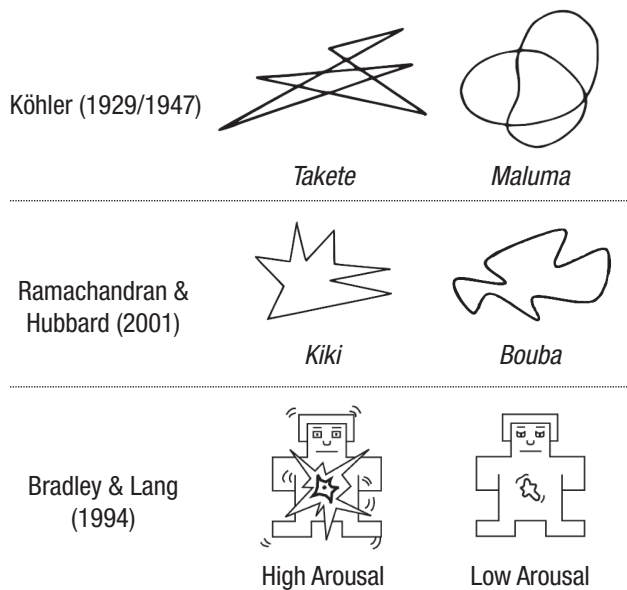 Köhler (1929/1947)
Takete
Maluma
Ramachandran &
Hubbard (2001)
Kiki
Bouba
Bradley & Lang
(1994)
High Arousal
Low Arousal